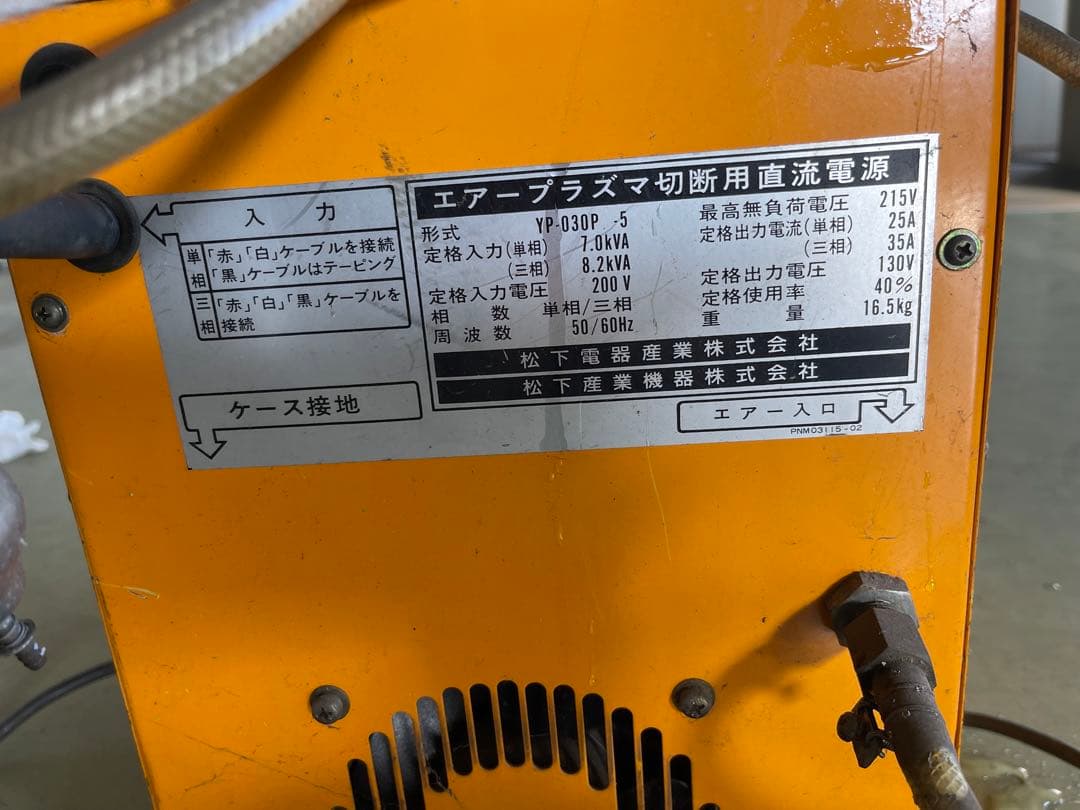 入力
単相 「赤」「白」ケーブルを接続
「黒」ケーブルはテーピング
三相 「赤」「白」「黒」ケーブルを
接続
ケース接地
エアープラズマ切断用直流電源
形式 YP-030P -5
定格入力(単相) 7.0kVA
(三相) 8.2kVA
定格入力電圧 200V
相数 単相/三相
周波数 50/60Hz
最高無負荷電圧 215V
定格出力電流(単相) 25A
(三相) 35A
定格出力電圧 130V
定格使用率 40%
重量 16.5kg
松下電器産業株式会社
松下産業機器株式会社
エアー入口
PNM03115-02